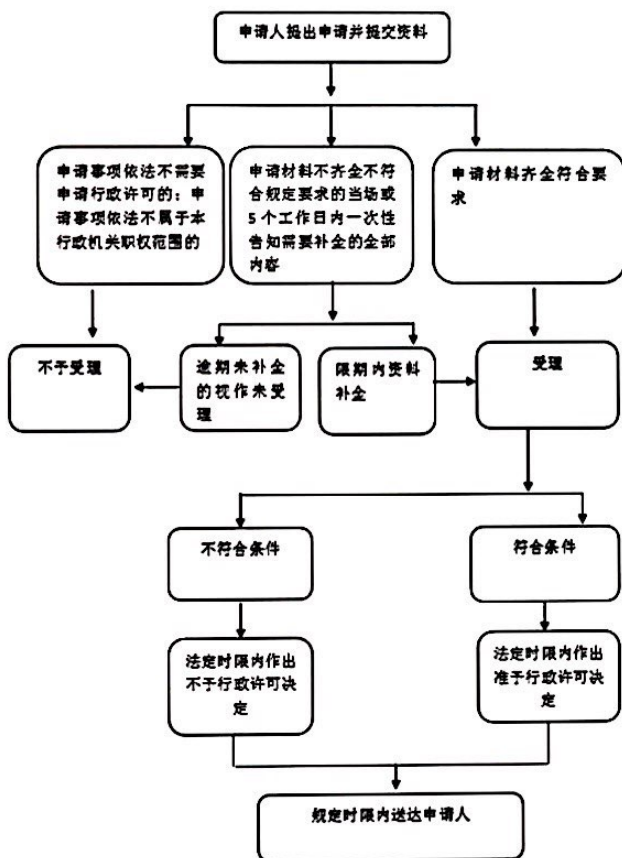 申请人提出申请并提交资料
申请事项依法不需要
申请行政许可的；申
请事项依法不属于本
行政机关职权范围的
申请材料不齐全不符
合规定要求的当场或
5个工作日内一次性
告知需要补全的全部
内容
申请材料齐全符合要
求
不予受理
逾期未补全
的视作未受
理
限期内资料
补全
受理
不符合条件
符合条件
法定时限内作出
不予行政许可决
定
法定时限内作出
准予行政许可决
定
规定时限内送达申请人